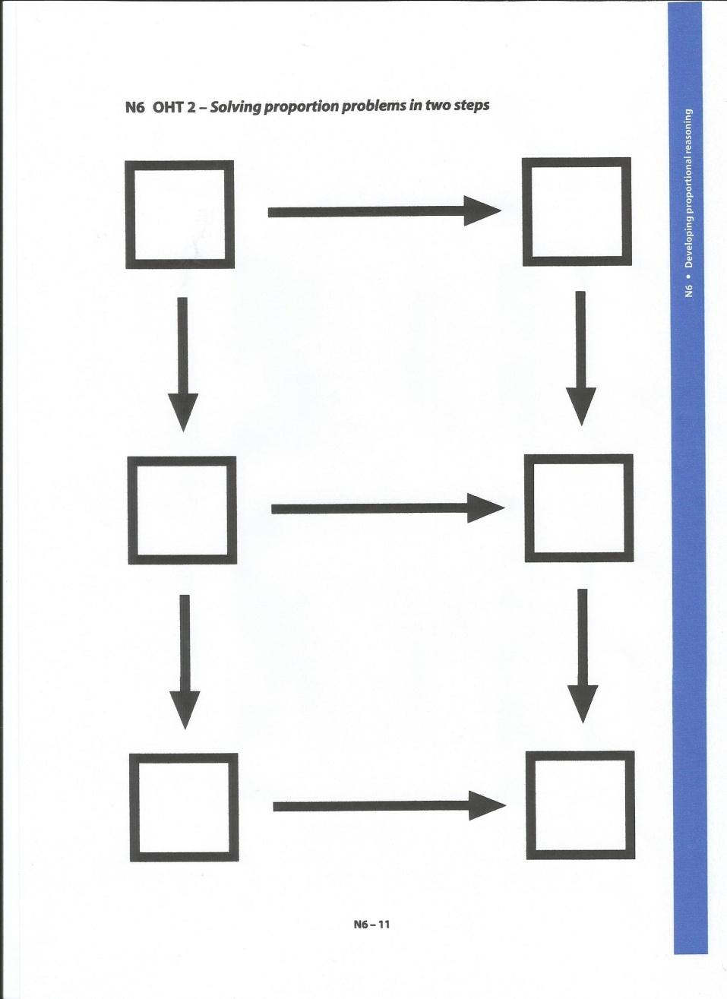 N6 OHT 2 – Solving proportion problems in two steps
N6 • Developing proportional reasoning
N6 – 11